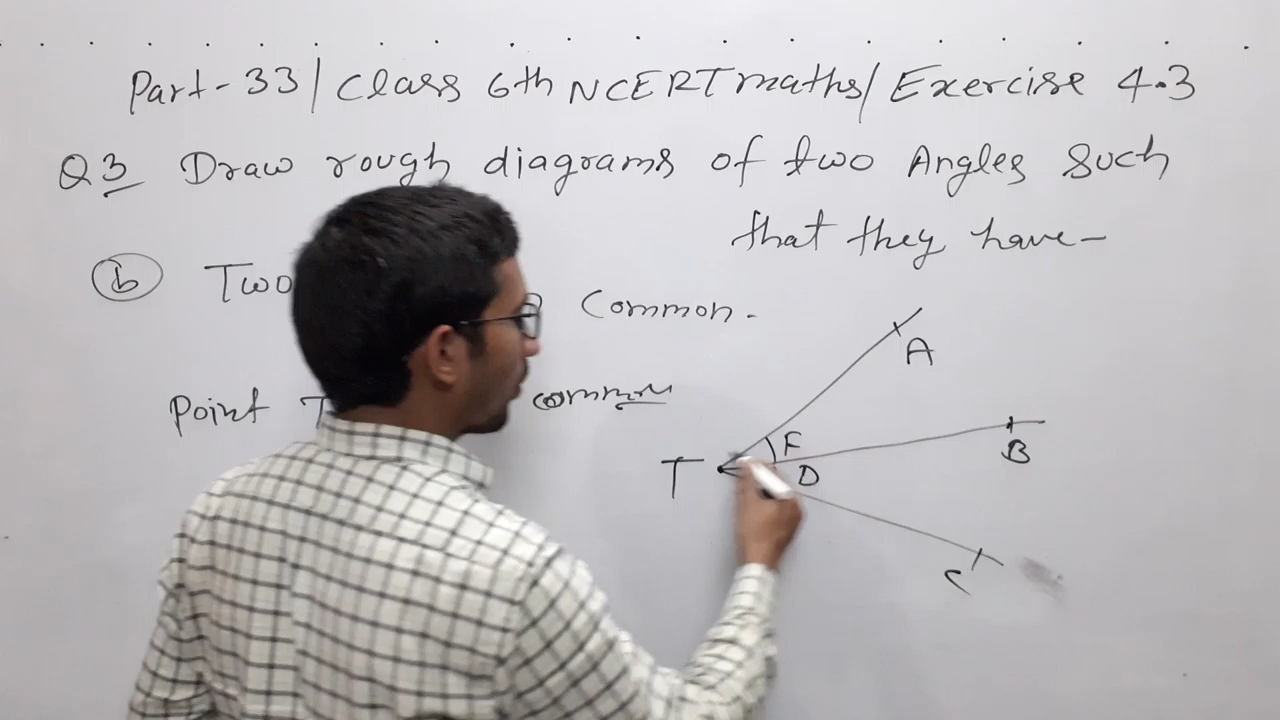 Part-33/ Class 6th NCERT maths/ Exercise 4.3
Q3 Draw rough diagrams of two Angles Such
that they have-
b Two Common.
Point T common
A
F
B
T
D
C